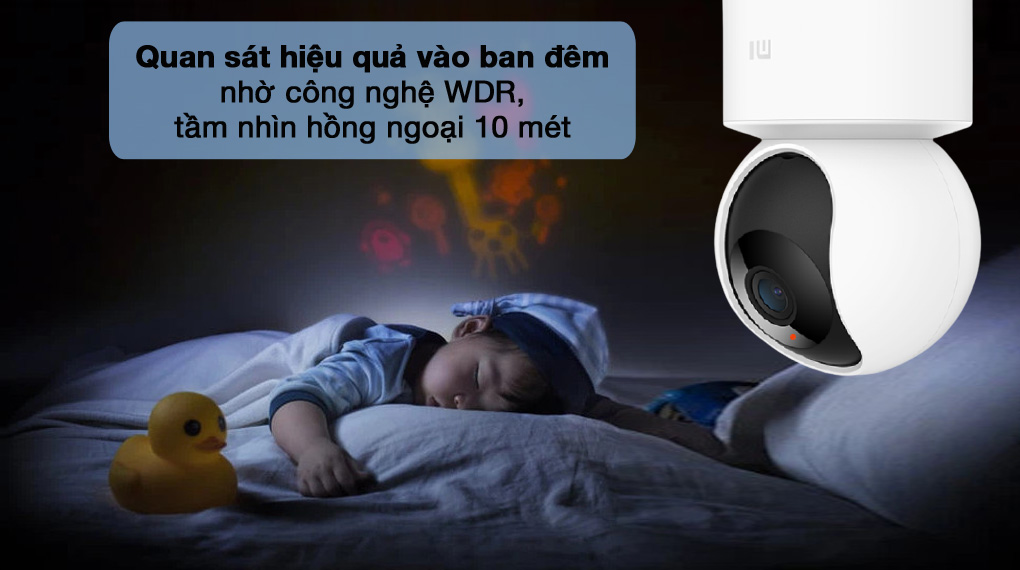 Quan sát hiệu quả vào ban đêm
nhờ công nghệ WDR,
tầm nhìn hồng ngoại 10 mét